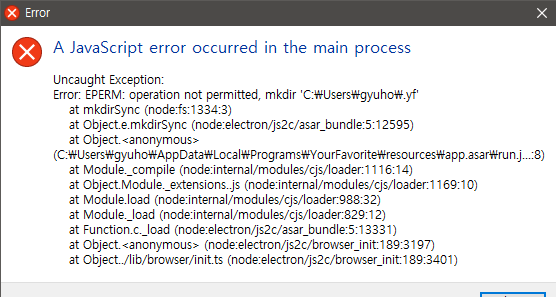 Error
A JavaScript error occurred in the main process
Uncaught Exception:
Error: EPERM: operation not permitted, mkdir 'C:₩Users₩gyuho₩.yf'
at mkdirSync (node:fs:1334:3)
at Object.e.mkdirSync (node:electron/js2c/asar_bundle:5:12595)
at Object.<anonymous>
(C:₩Users₩gyuho₩AppData₩Local₩Programs₩YourFavorite₩resources₩app.asar₩run.j...:8)
at Module._compile (node:internal/modules/cjs/loader:1116:14)
at Object.Module._extensions..js (node:internal/modules/cjs/loader:1169:10)
at Module.load (node:internal/modules/cjs/loader:988:32)
at Module._load (node:internal/modules/cjs/loader:829:12)
at Function.c._load (node:electron/js2c/asar_bundle:5:13331)
at Object.<anonymous> (node:electron/js2c/browser_init:189:3197)
at Object../lib/browser/init.ts (node:electron/js2c/browser_init:189:3401)